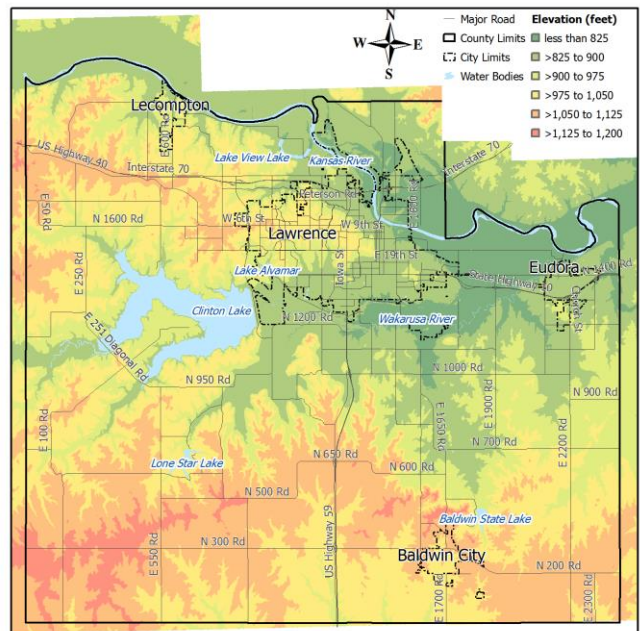 N
W E
S
Major Road
County Limits
City Limits
Water Bodies
Elevation (feet)
less than 825
>825 to 900
>900 to 975
>975 to 1,050
>1,050 to 1,125
>1,125 to 1,200
Lecompton
E 600 Rd
US Highway 40
Interstate 70
Lake View Lake
Kansas River
Interstate 70
Peterson Rd
E 50 Rd
N 1600 Rd
W 6th St
W 9th St
Lawrence
E 19th St
Iowa St
Eudora
State Highway 10
E 250 Rd
Lake Alvamar
Clinton Lake
N 1200 Rd
Wakarusa River
E 251 Diagonal Rd
N 1000 Rd
N 950 Rd
N 900 Rd
E 100 Rd
E 1650 Rd
E 1900 Rd
E 2200 Rd
N 700 Rd
Lone Star Lake
N 650 Rd
N 600 Rd
N 500 Rd
Baldwin State Lake
E 550 Rd
N 300 Rd
US Highway 59
Baldwin City
N 200 Rd
E 1700 Rd
E 2300 Rd